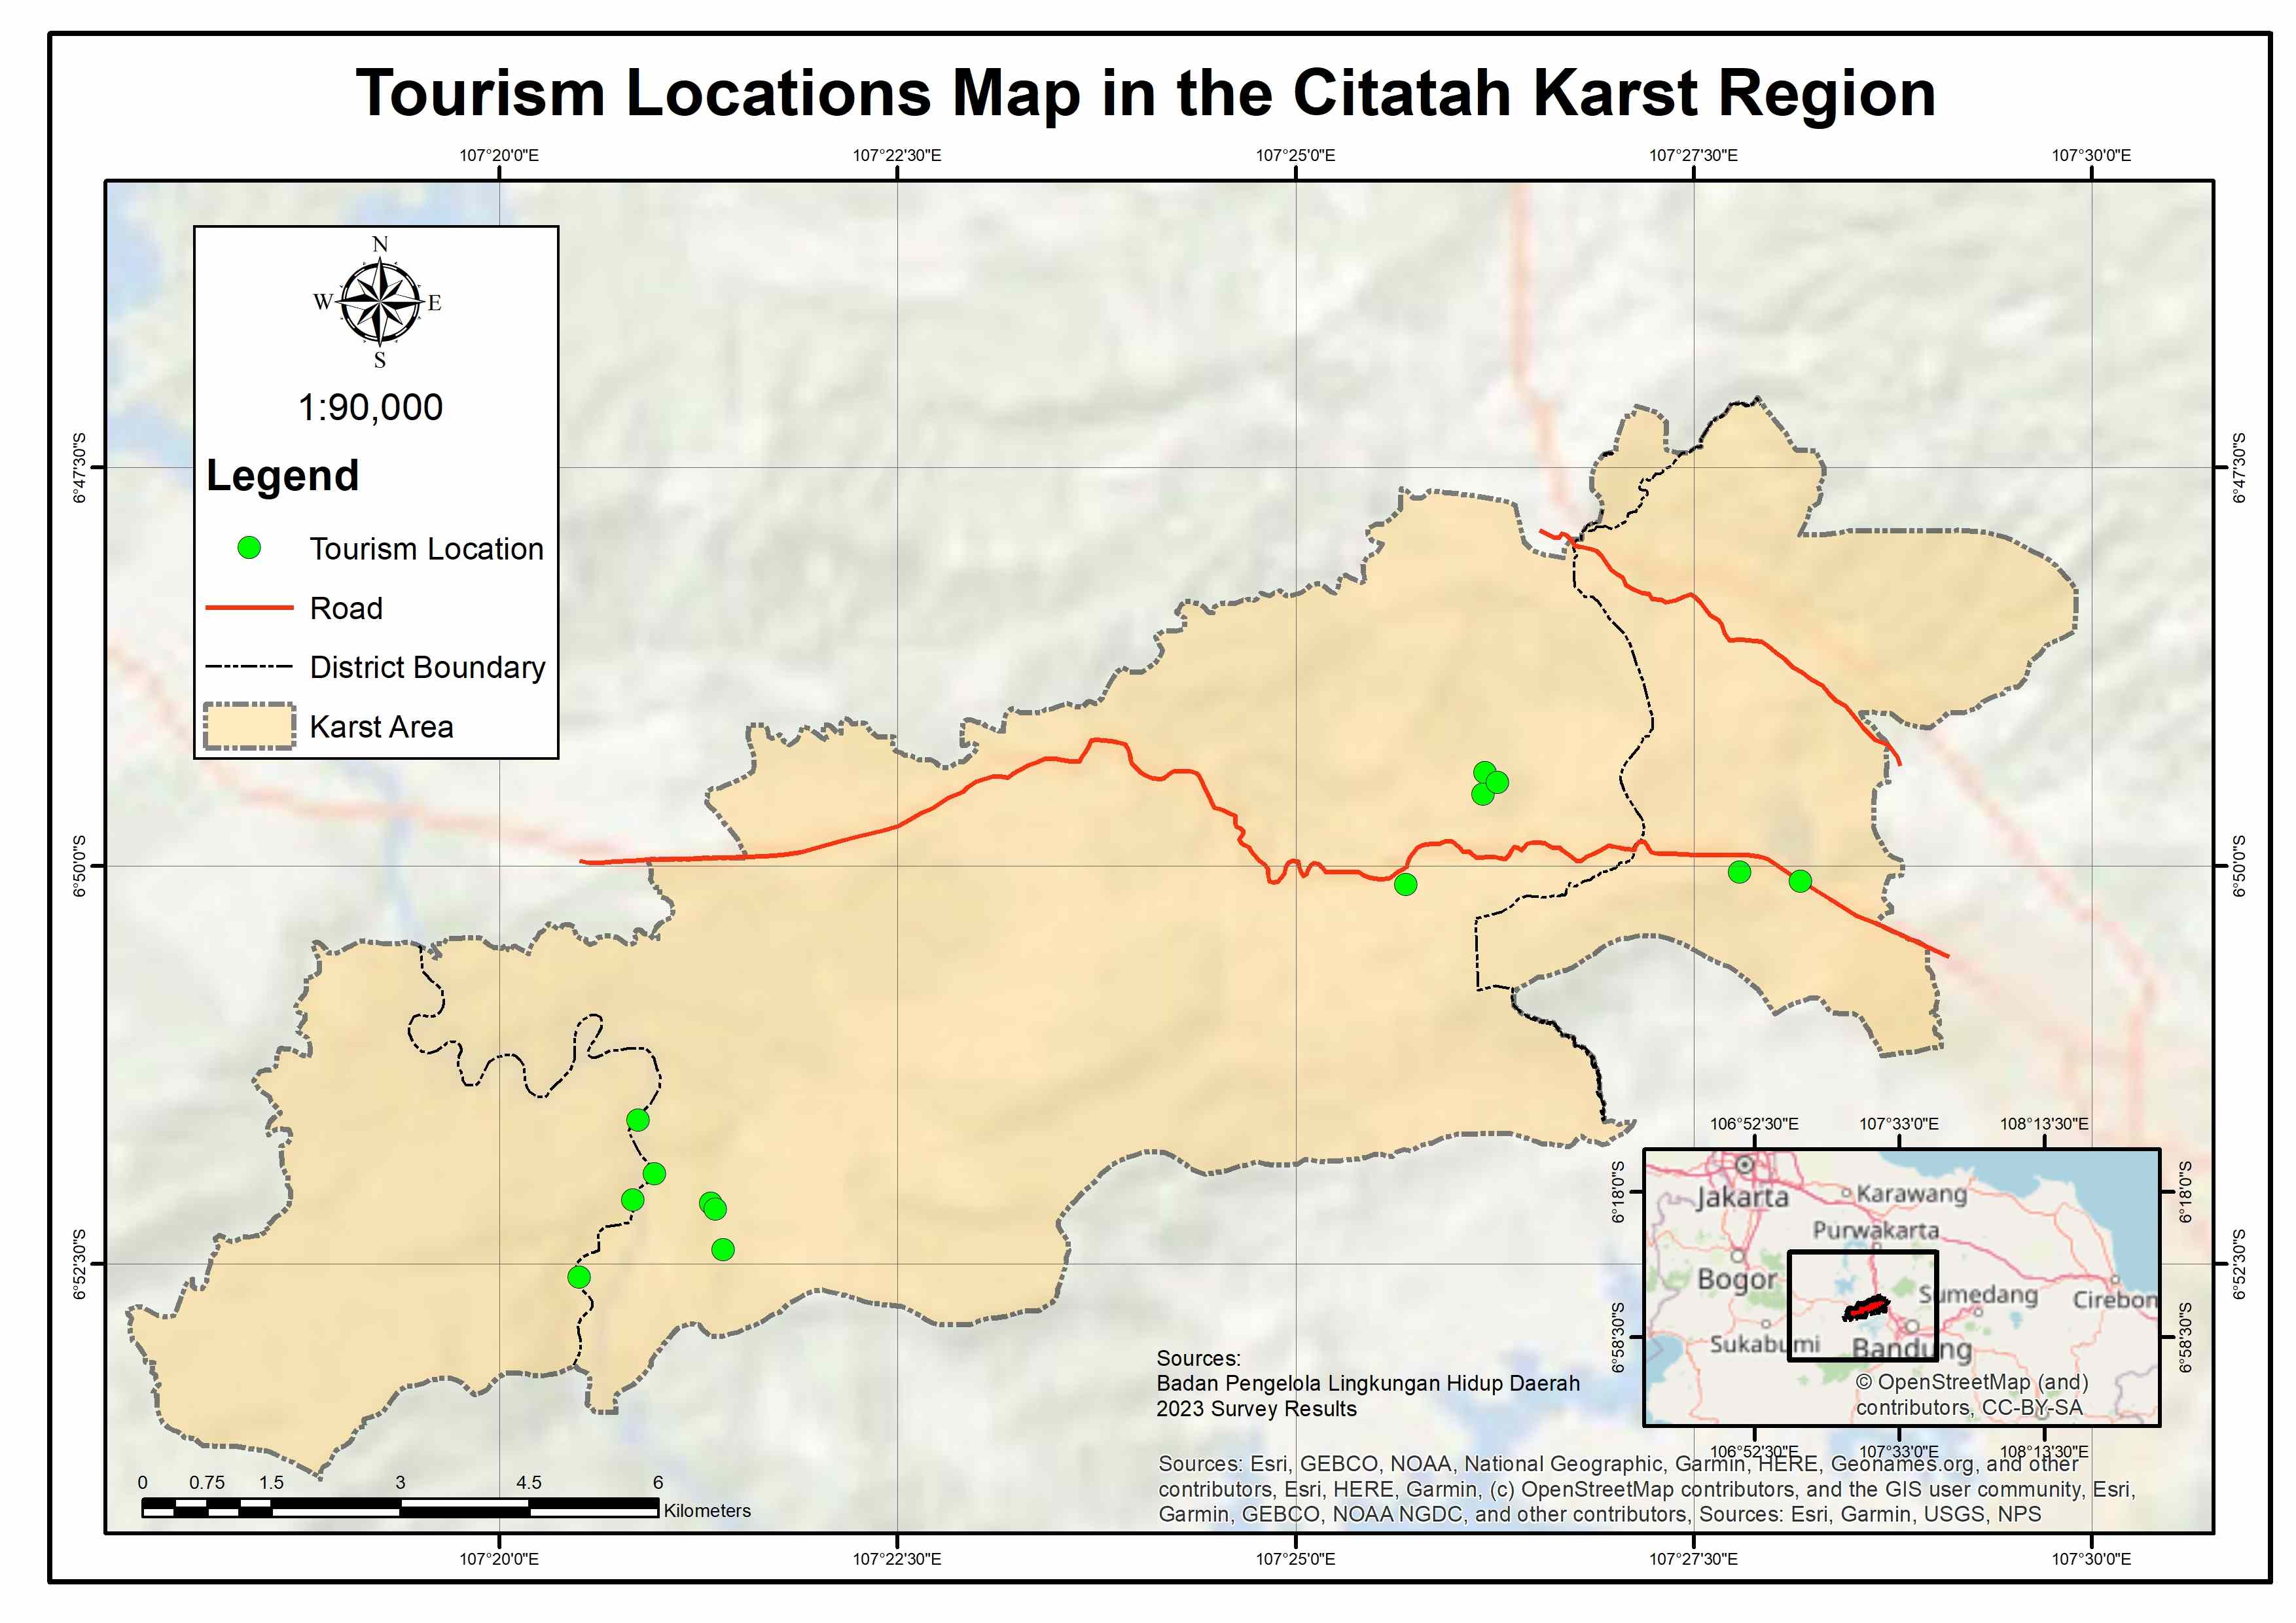 Tourism Locations Map in the Citatah Karst Region
107°20'0"E 107°22'30"E 107°25'0"E 107°27'30"E 107°30'0"E
N
W E
S
1:90,000
Legend
Tourism Location
Road
District Boundary
Karst Area
6°47'30"S 6°47'30"S
6°50'0"S 6°50'0"S
6°52'30"S 6°52'30"S
106°52'30"E 107°33'0"E 108°13'30"E
6°18'0"S 6°18'0"S
6°58'30"S 6°58'30"S
Jakarta
Karawang
Purwakarta
Bogor
Sumedang
Cirebon
Sukabumi
Bandung
© OpenStreetMap (and)
contributors, CC-BY-SA
106°52'30"E 107°33'0"E 108°13'30"E
Sources:
Badan Pengelola Lingkungan Hidup Daerah
2023 Survey Results
Sources: Esri, GEBCO, NOAA, National Geographic, Garmin, HERE, Geonames.org, and other
contributors, Esri, HERE, Garmin, (c) OpenStreetMap contributors, and the GIS user community, Esri,
Garmin, GEBCO, NOAA NGDC, and other contributors, Sources: Esri, Garmin, USGS, NPS
0 0.75 1.5 3 4.5 6
Kilometers
107°20'0"E 107°22'30"E 107°25'0"E 107°27'30"E 107°30'0"E